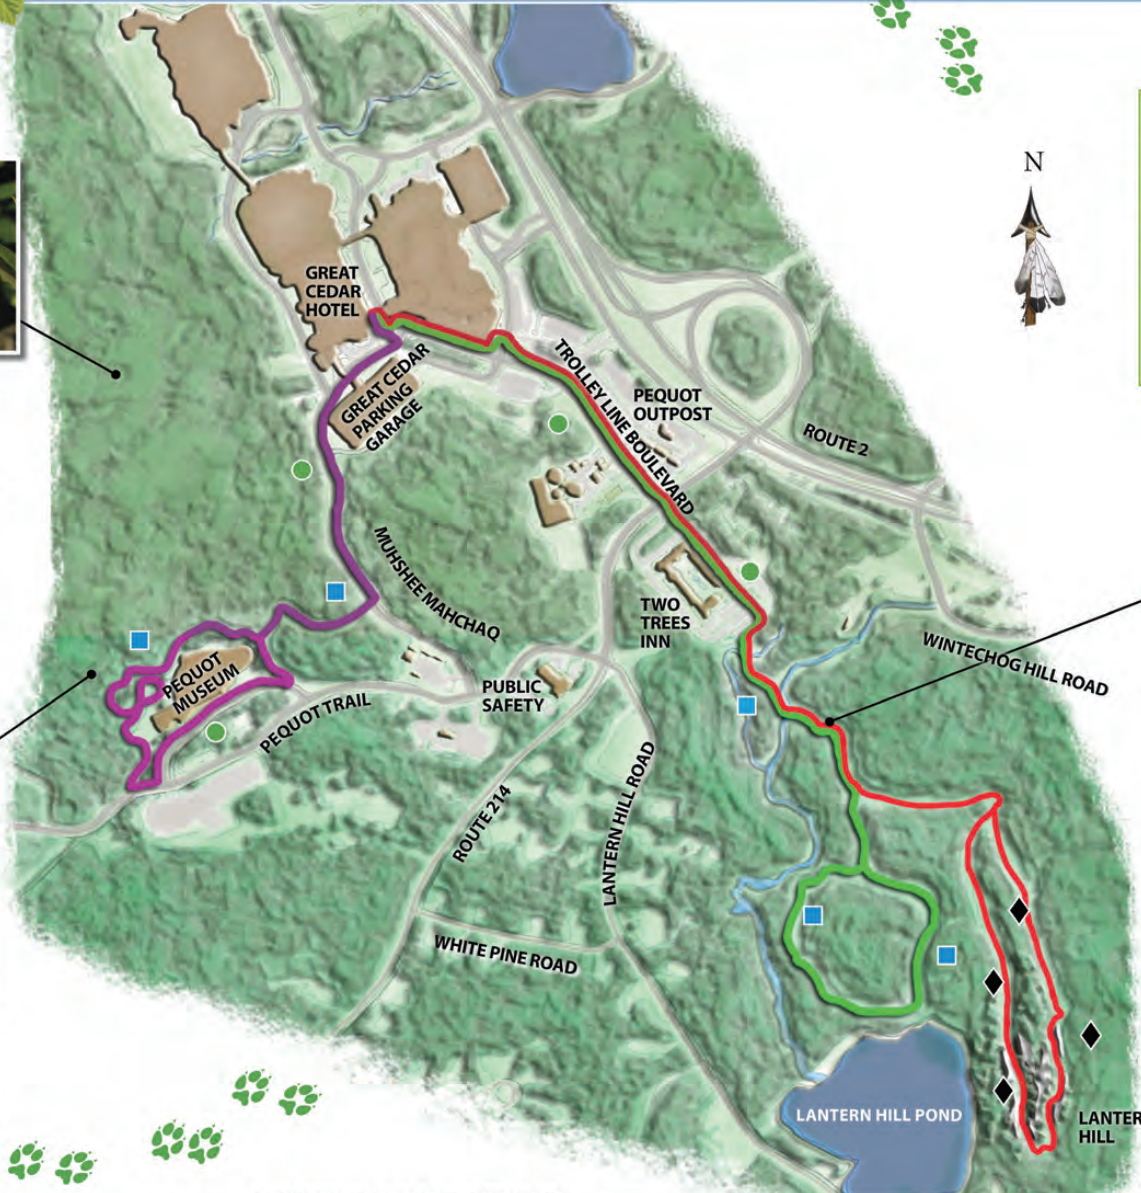 N
GREAT
CEDAR
HOTEL
GREAT CEDAR
PARKING
GARAGE
TROLLEY LINE BOULEVARD
PEQUOT
OUTPOST
ROUTE 2
MUHSHEE MAHCHAQ
TWO
TREES
INN
WINTECHOG HILL ROAD
PEQUOT
MUSEUM
PUBLIC
SAFETY
PEQUOT TRAIL
ROUTE 214
LANTERN HILL ROAD
WHITE PINE ROAD
LANTERN HILL POND
LANTER
HILL